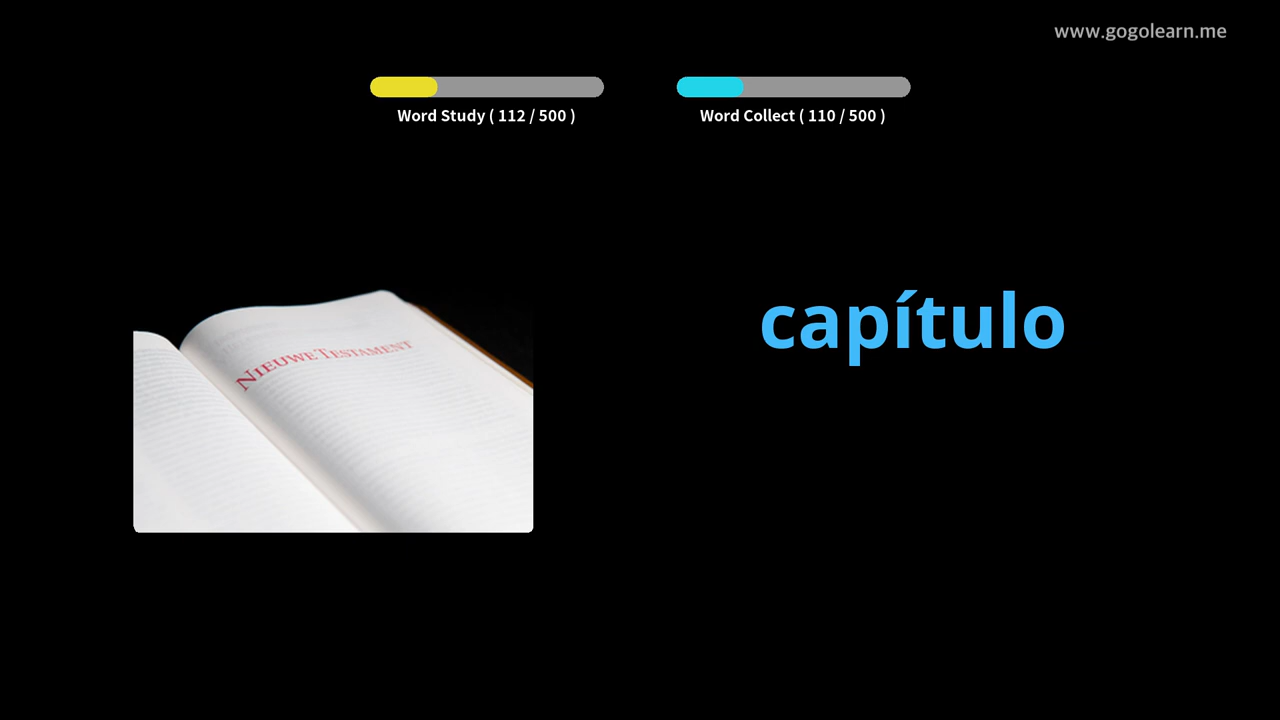 www.gogolearn.me
Word Study ( 112 / 500 )
Word Collect ( 110 / 500 )
NIEUWE TESTAMENT
capítulo